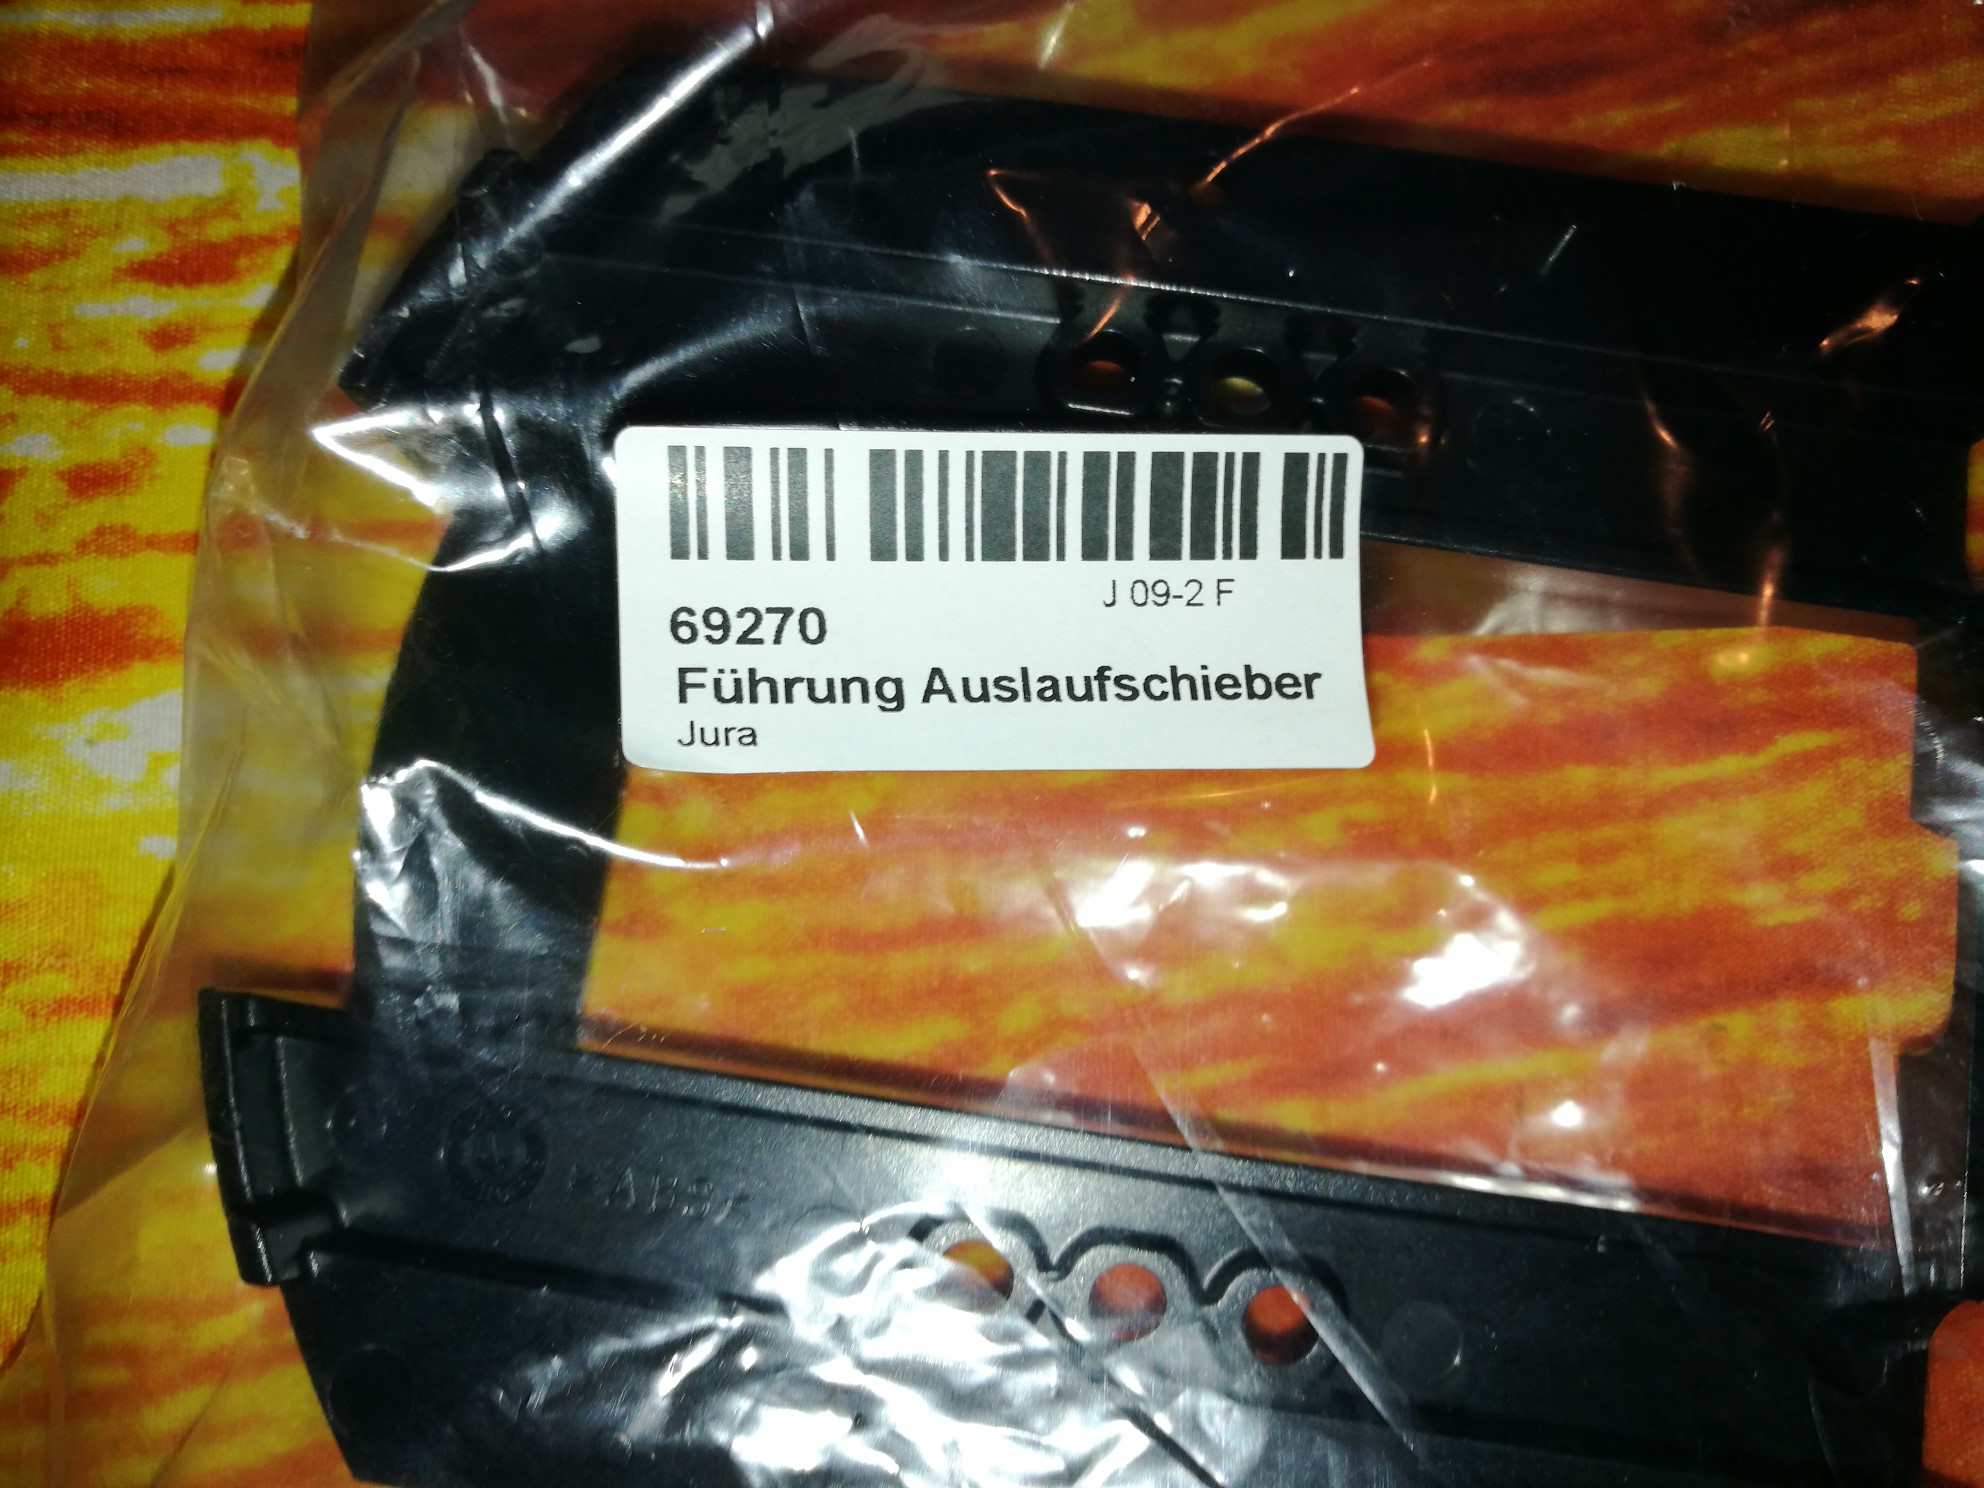 J 09-2 F
69270
Führung Auslaufschieber
Jura